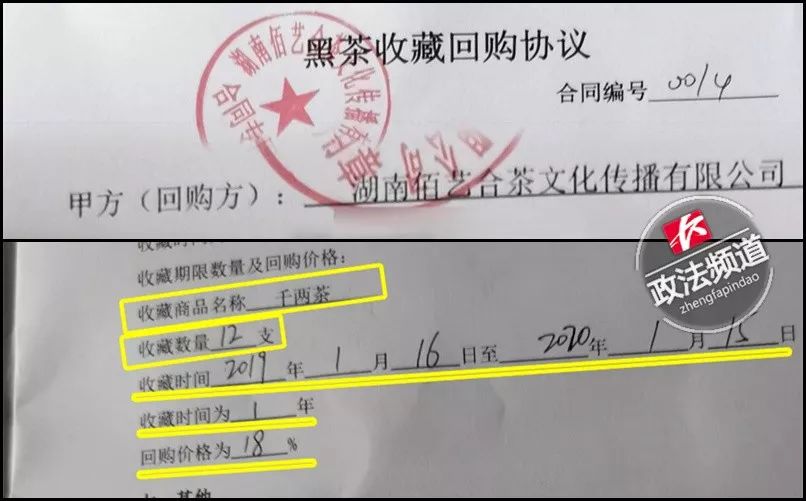 黑茶收藏回购协议
合同编号 0014
甲方（回购方）：湖南佰艺合茶文化传播有限公司
政法频道
zhengfapindao
收藏期限数量及回购价格：
收藏商品名称 千两茶
收藏数量 12 支
收藏时间 2019 年 1 月 16 日至 2020 年 1 月 15 日
收藏时间为 1 年
回购价格为 18 %
其他